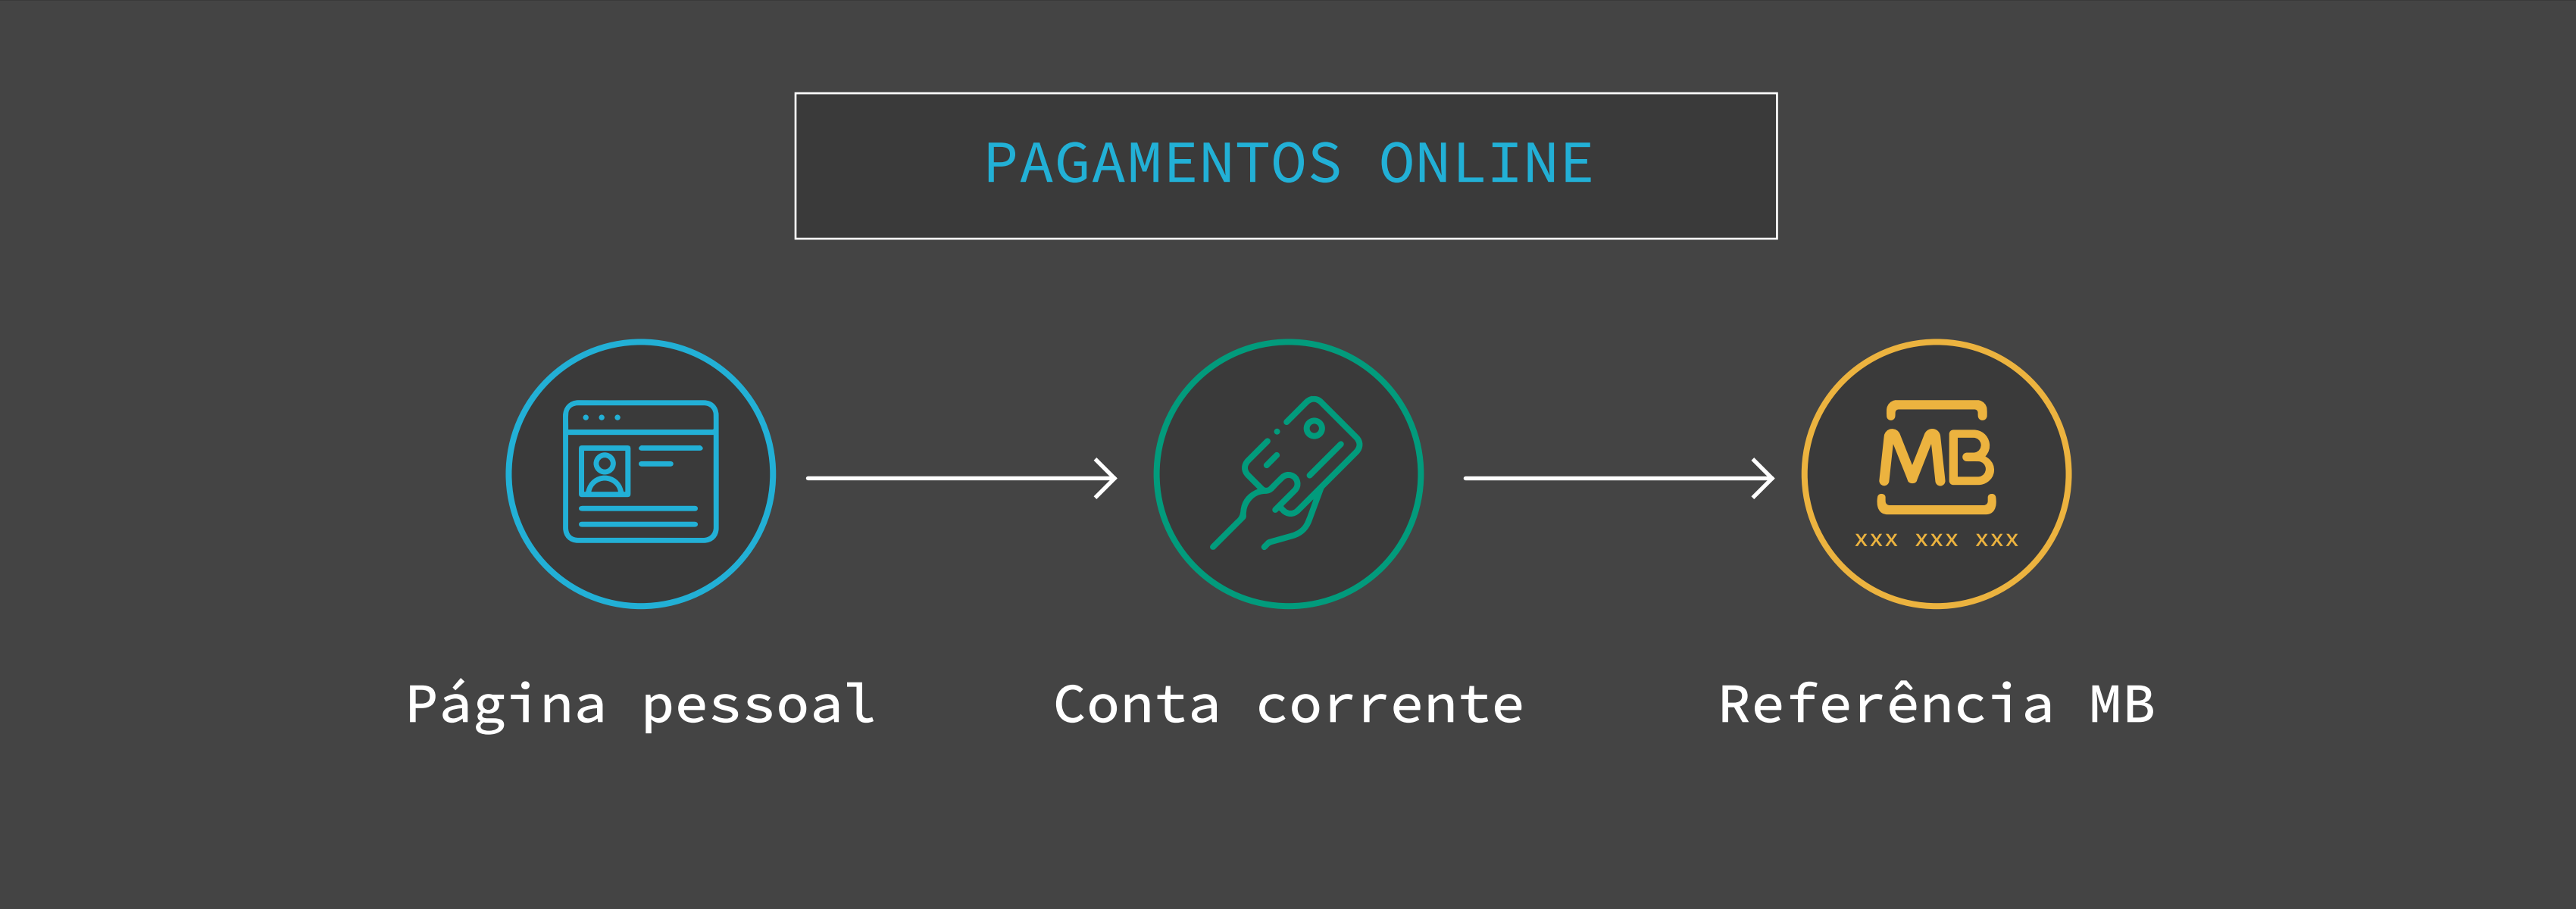 PAGAMENTOS ONLINE
MB
xxx xxx xxx
Página pessoal
Conta corrente
Referência MB